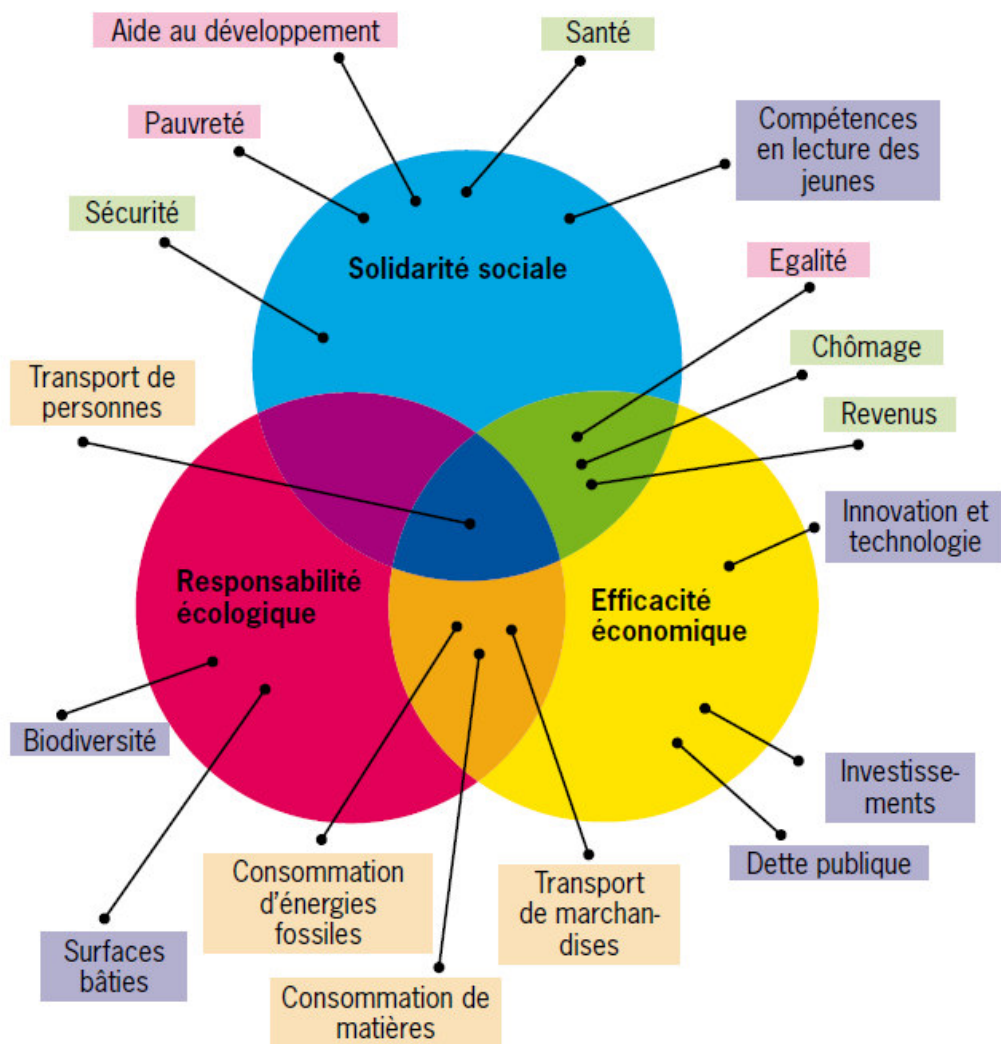 Aide au développement
Santé
Pauvreté
Compétences
en lecture des
jeunes
Sécurité
Solidarité sociale
Egalité
Chômage
Transport de
personnes
Revenus
Innovation et
technologie
Responsabilité
écologique
Efficacité
économique
Biodiversité
Investisse-
ments
Dette publique
Consommation
d'énergies
fossiles
Transport
de marchan-
dises
Surfaces
bâties
Consommation de
matières